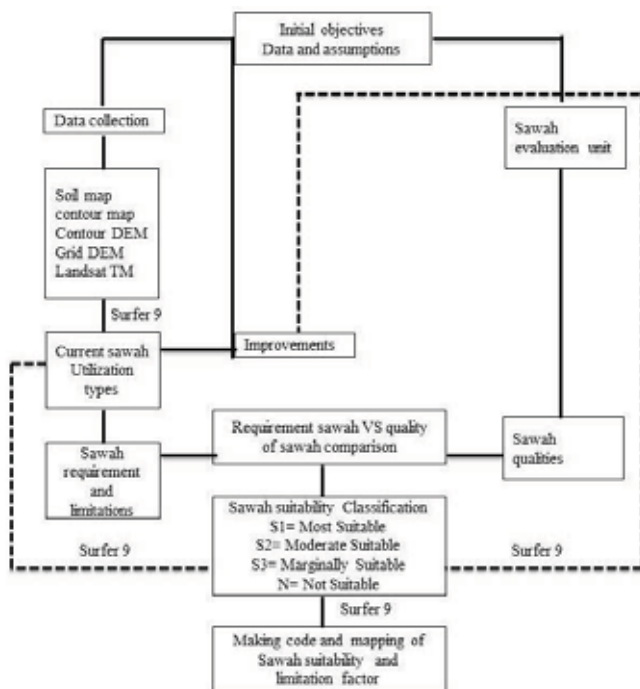 Initial objectives
Data and assumptions
Data collection
Sawah
evaluation unit
Soil map
contour map
Contour DEM
Grid DEM
Landsat TM
Surfer 9
Improvements
Current sawah
Utilization
types
Requirement sawah VS quality
of sawah comparison
Sawah
qualities
Sawah
requirement
and
limitations
Sawah suitability Classification
S1= Most Suitable
S2= Moderate Suitable
S3= Marginally Suitable
N= Not Suitable
Surfer 9
Surfer 9
Surfer 9
Making code and mapping of
Sawah suitability and
limitation factor